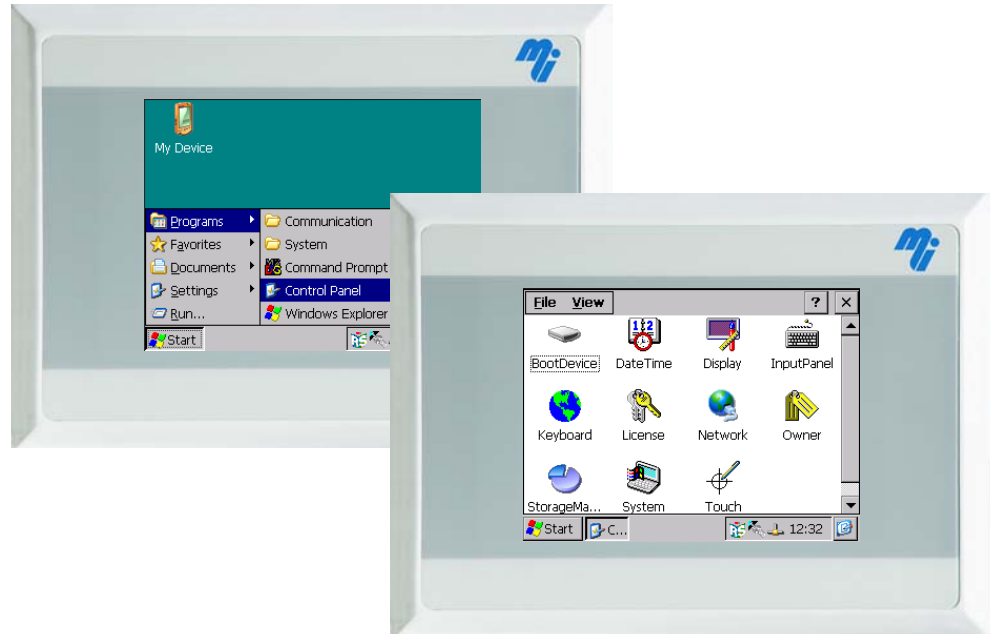 My Device
Programs
Favorites
Documents
Settings
Run...
Communication
System
Command Prompt
Control Panel
Windows Explorer
Start
File View ? ×
BootDevice DateTime Display InputPanel
Keyboard License Network Owner
StorageMa... System Touch
Start C... 12:32